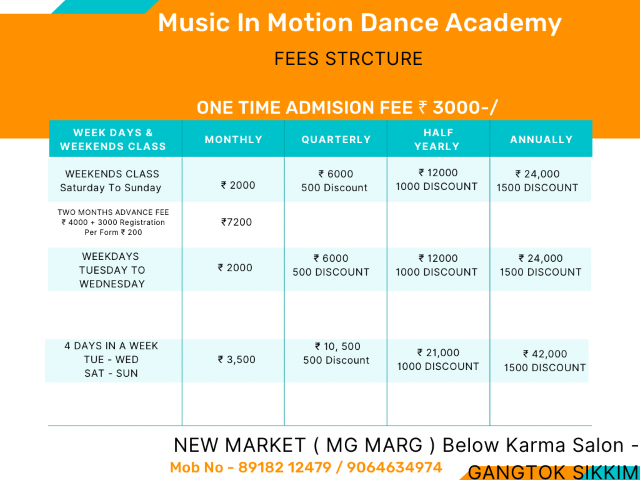 Music In Motion Dance Academy
FEES STRCTURE
ONE TIME ADMISION FEE ₹ 3000-/
WEEK DAYS &
WEEKENDS CLASS
MONTHLY
QUARTERLY
HALF
YEARLY
ANNUALLY
WEEKENDS CLASS
Saturday To Sunday
₹ 2000
₹ 6000
500 Discount
₹ 12000
1000 DISCOUNT
₹ 24,000
1500 DISCOUNT
TWO MONTHS ADVANCE FEE
₹ 4000 + 3000 Registration
Per Form ₹ 200
₹7200
WEEKDAYS
TUESDAY TO
WEDNESDAY
₹ 2000
₹ 6000
500 DISCOUNT
₹ 12000
1000 DISCOUNT
₹ 24,000
1500 DISCOUNT
4 DAYS IN A WEEK
TUE - WED
SAT - SUN
₹ 3,500
₹ 10, 500
500 Discount
₹ 21,000
1000 DISCOUNT
₹ 42,000
1500 DISCOUNT
NEW MARKET ( MG MARG ) Below Karma Salon -
GANGTOK SIKKIM
Mob No - 89182 12479 / 9064634974